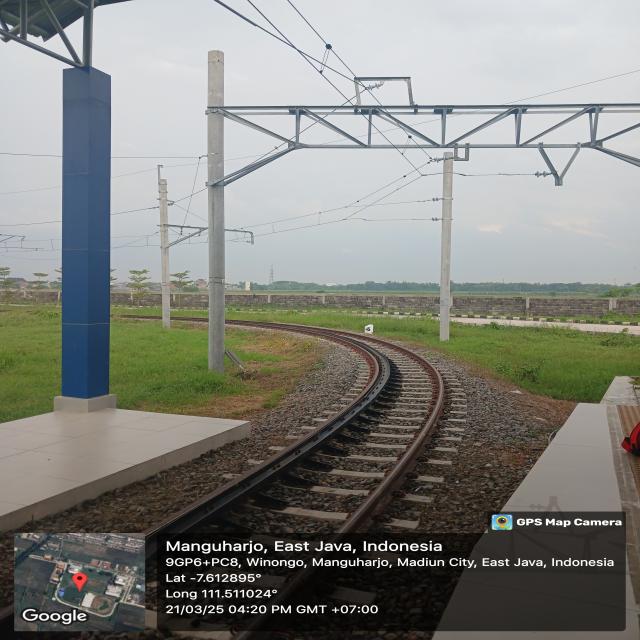 GPS Map Camera
Manguharjo, East Java, Indonesia
9GP6+PC8, Winongo, Manguharjo, Madiun City, East Java, Indonesia
Lat -7.612895°
Long 111.511024°
21/03/25 04:20 PM GMT +07:00
Google